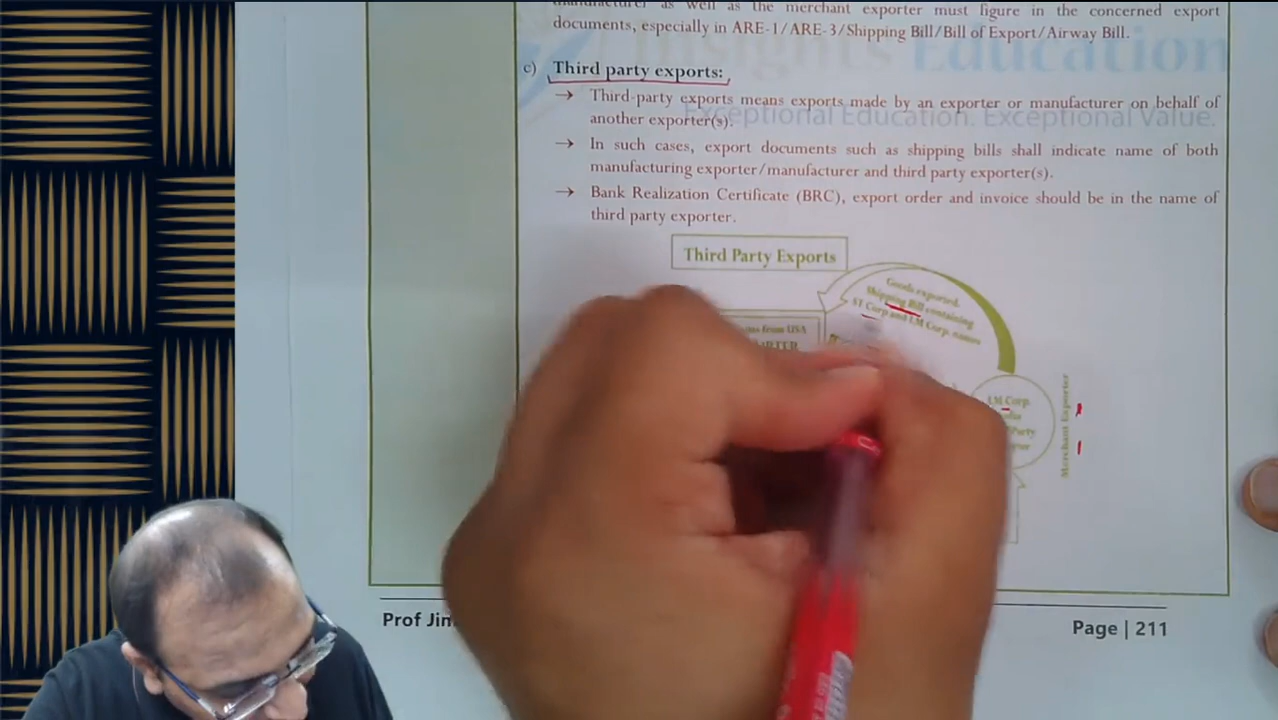 manufacturer as well as the merchant exporter must figure in the concerned export
documents, especially in ARE-1/ARE-3/Shipping Bill/Bill of Export/Airway Bill.
Insights Education
Exceptional Education. Exceptional Value.
c) Third party exports:
→ Third-party exports means exports made by an exporter or manufacturer on behalf of
another exporter(s).
→ In such cases, export documents such as shipping bills shall indicate name of both
manufacturing exporter/manufacturer and third party exporter(s).
→ Bank Realization Certificate (BRC), export order and invoice should be in the name of
third party exporter.
Third Party Exports
Goods exported.
Shipping Bill containing
ST Corp and LM Corp. names
from USA
LM Corp.
Party
Merchant Exporter
Prof
Page | 211